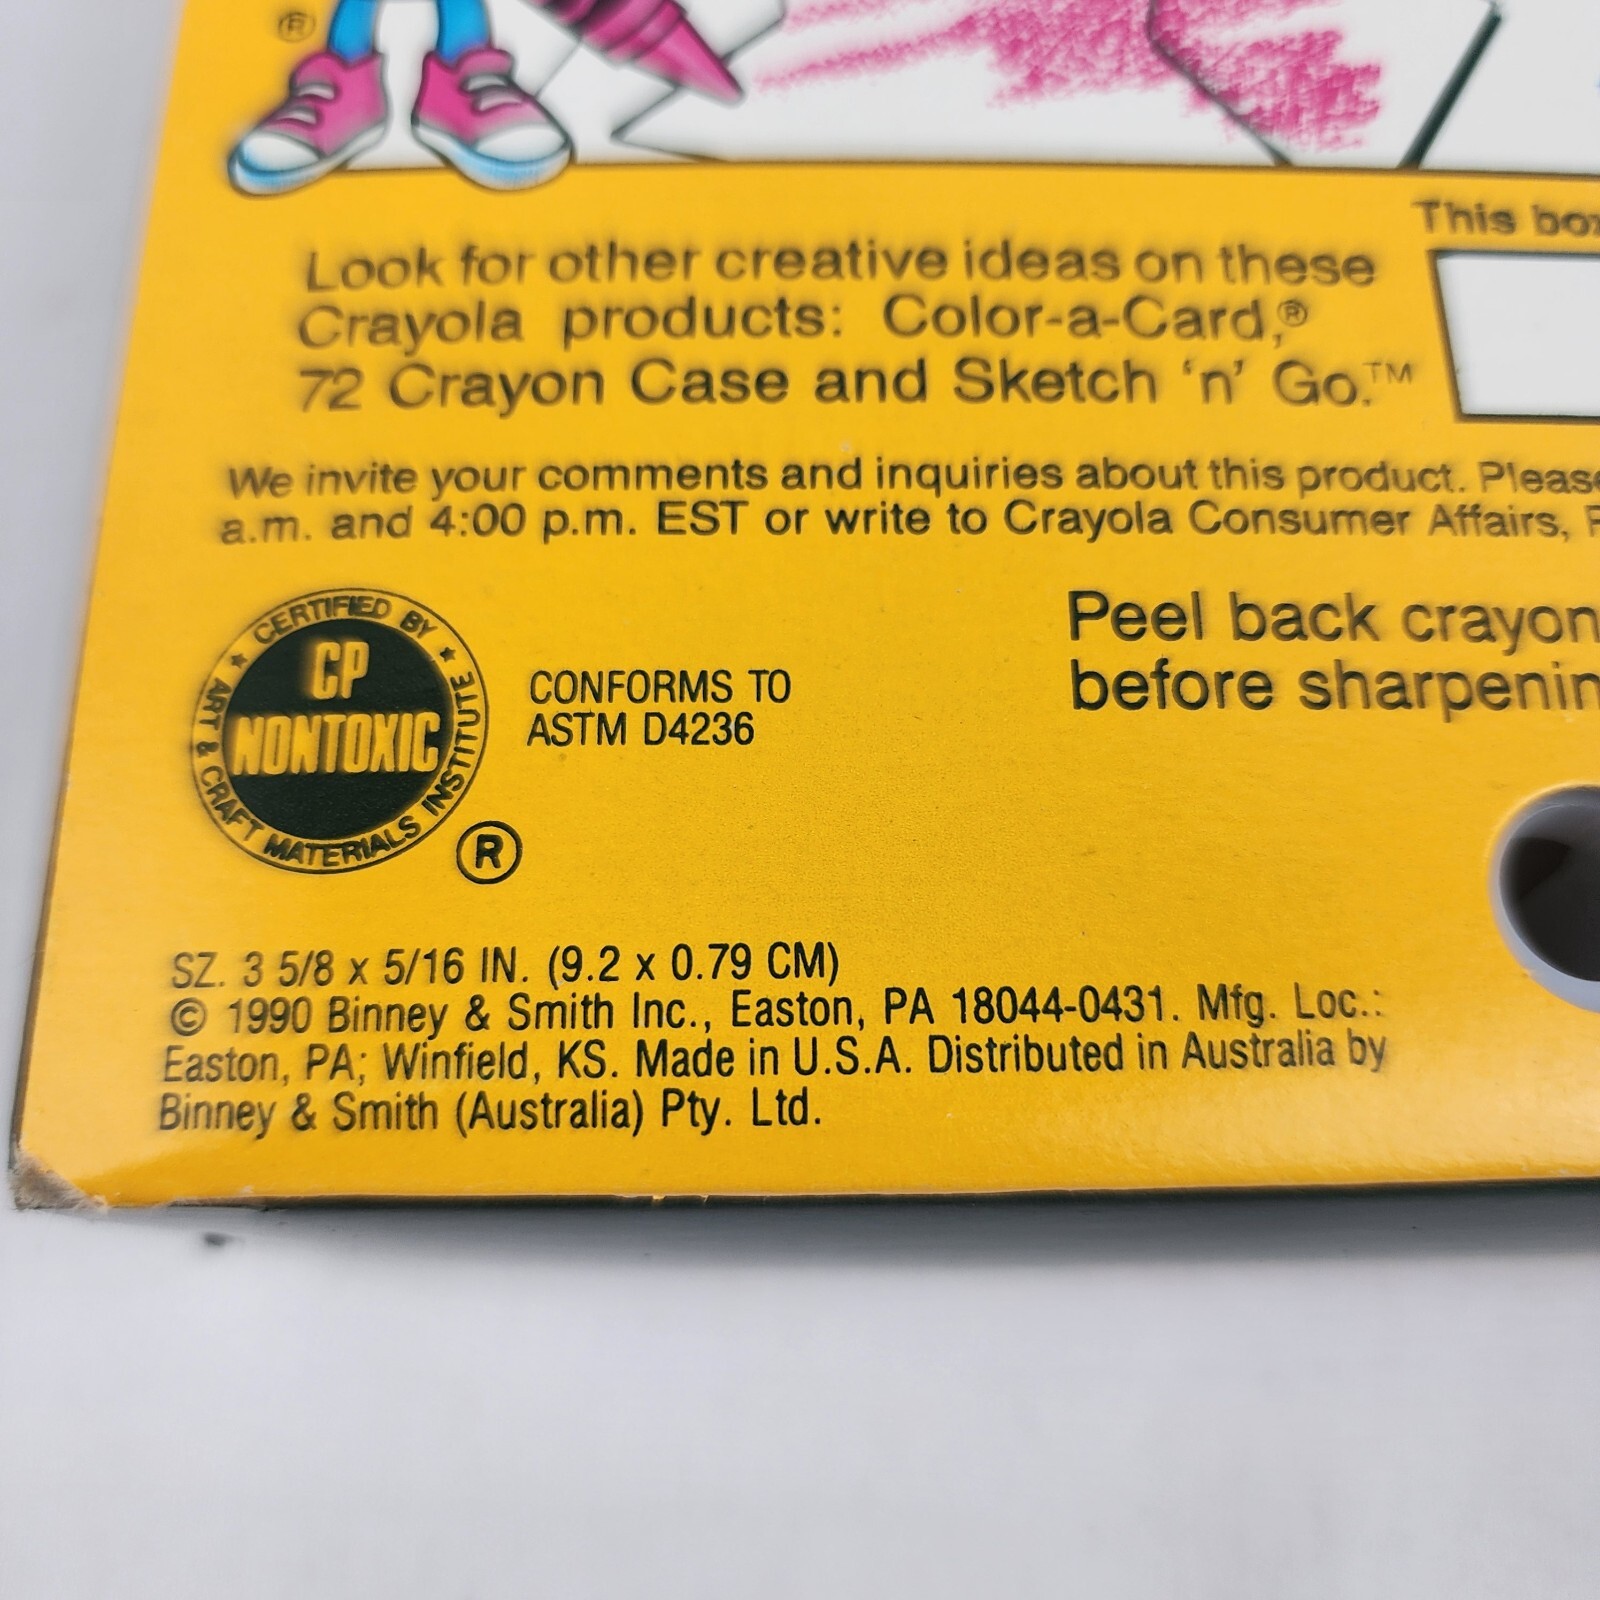 ®
This box
Look for other creative ideas on these
Crayola products: Color-a-Card,®
72 Crayon Case and Sketch 'n' Go.™
We invite your comments and inquiries about this product. Please
a.m. and 4:00 p.m. EST or write to Crayola Consumer Affairs, P
Peel back crayon
before sharpenin
CERTIFIED BY
ART & CRAFT MATERIALS INSTITUTE
CP
NONTOXIC
®
CONFORMS TO
ASTM D4236
SZ. 3 5/8 x 5/16 IN. (9.2 x 0.79 CM)
© 1990 Binney & Smith Inc., Easton, PA 18044-0431. Mfg. Loc.:
Easton, PA; Winfield, KS. Made in U.S.A. Distributed in Australia by
Binney & Smith (Australia) Pty. Ltd.